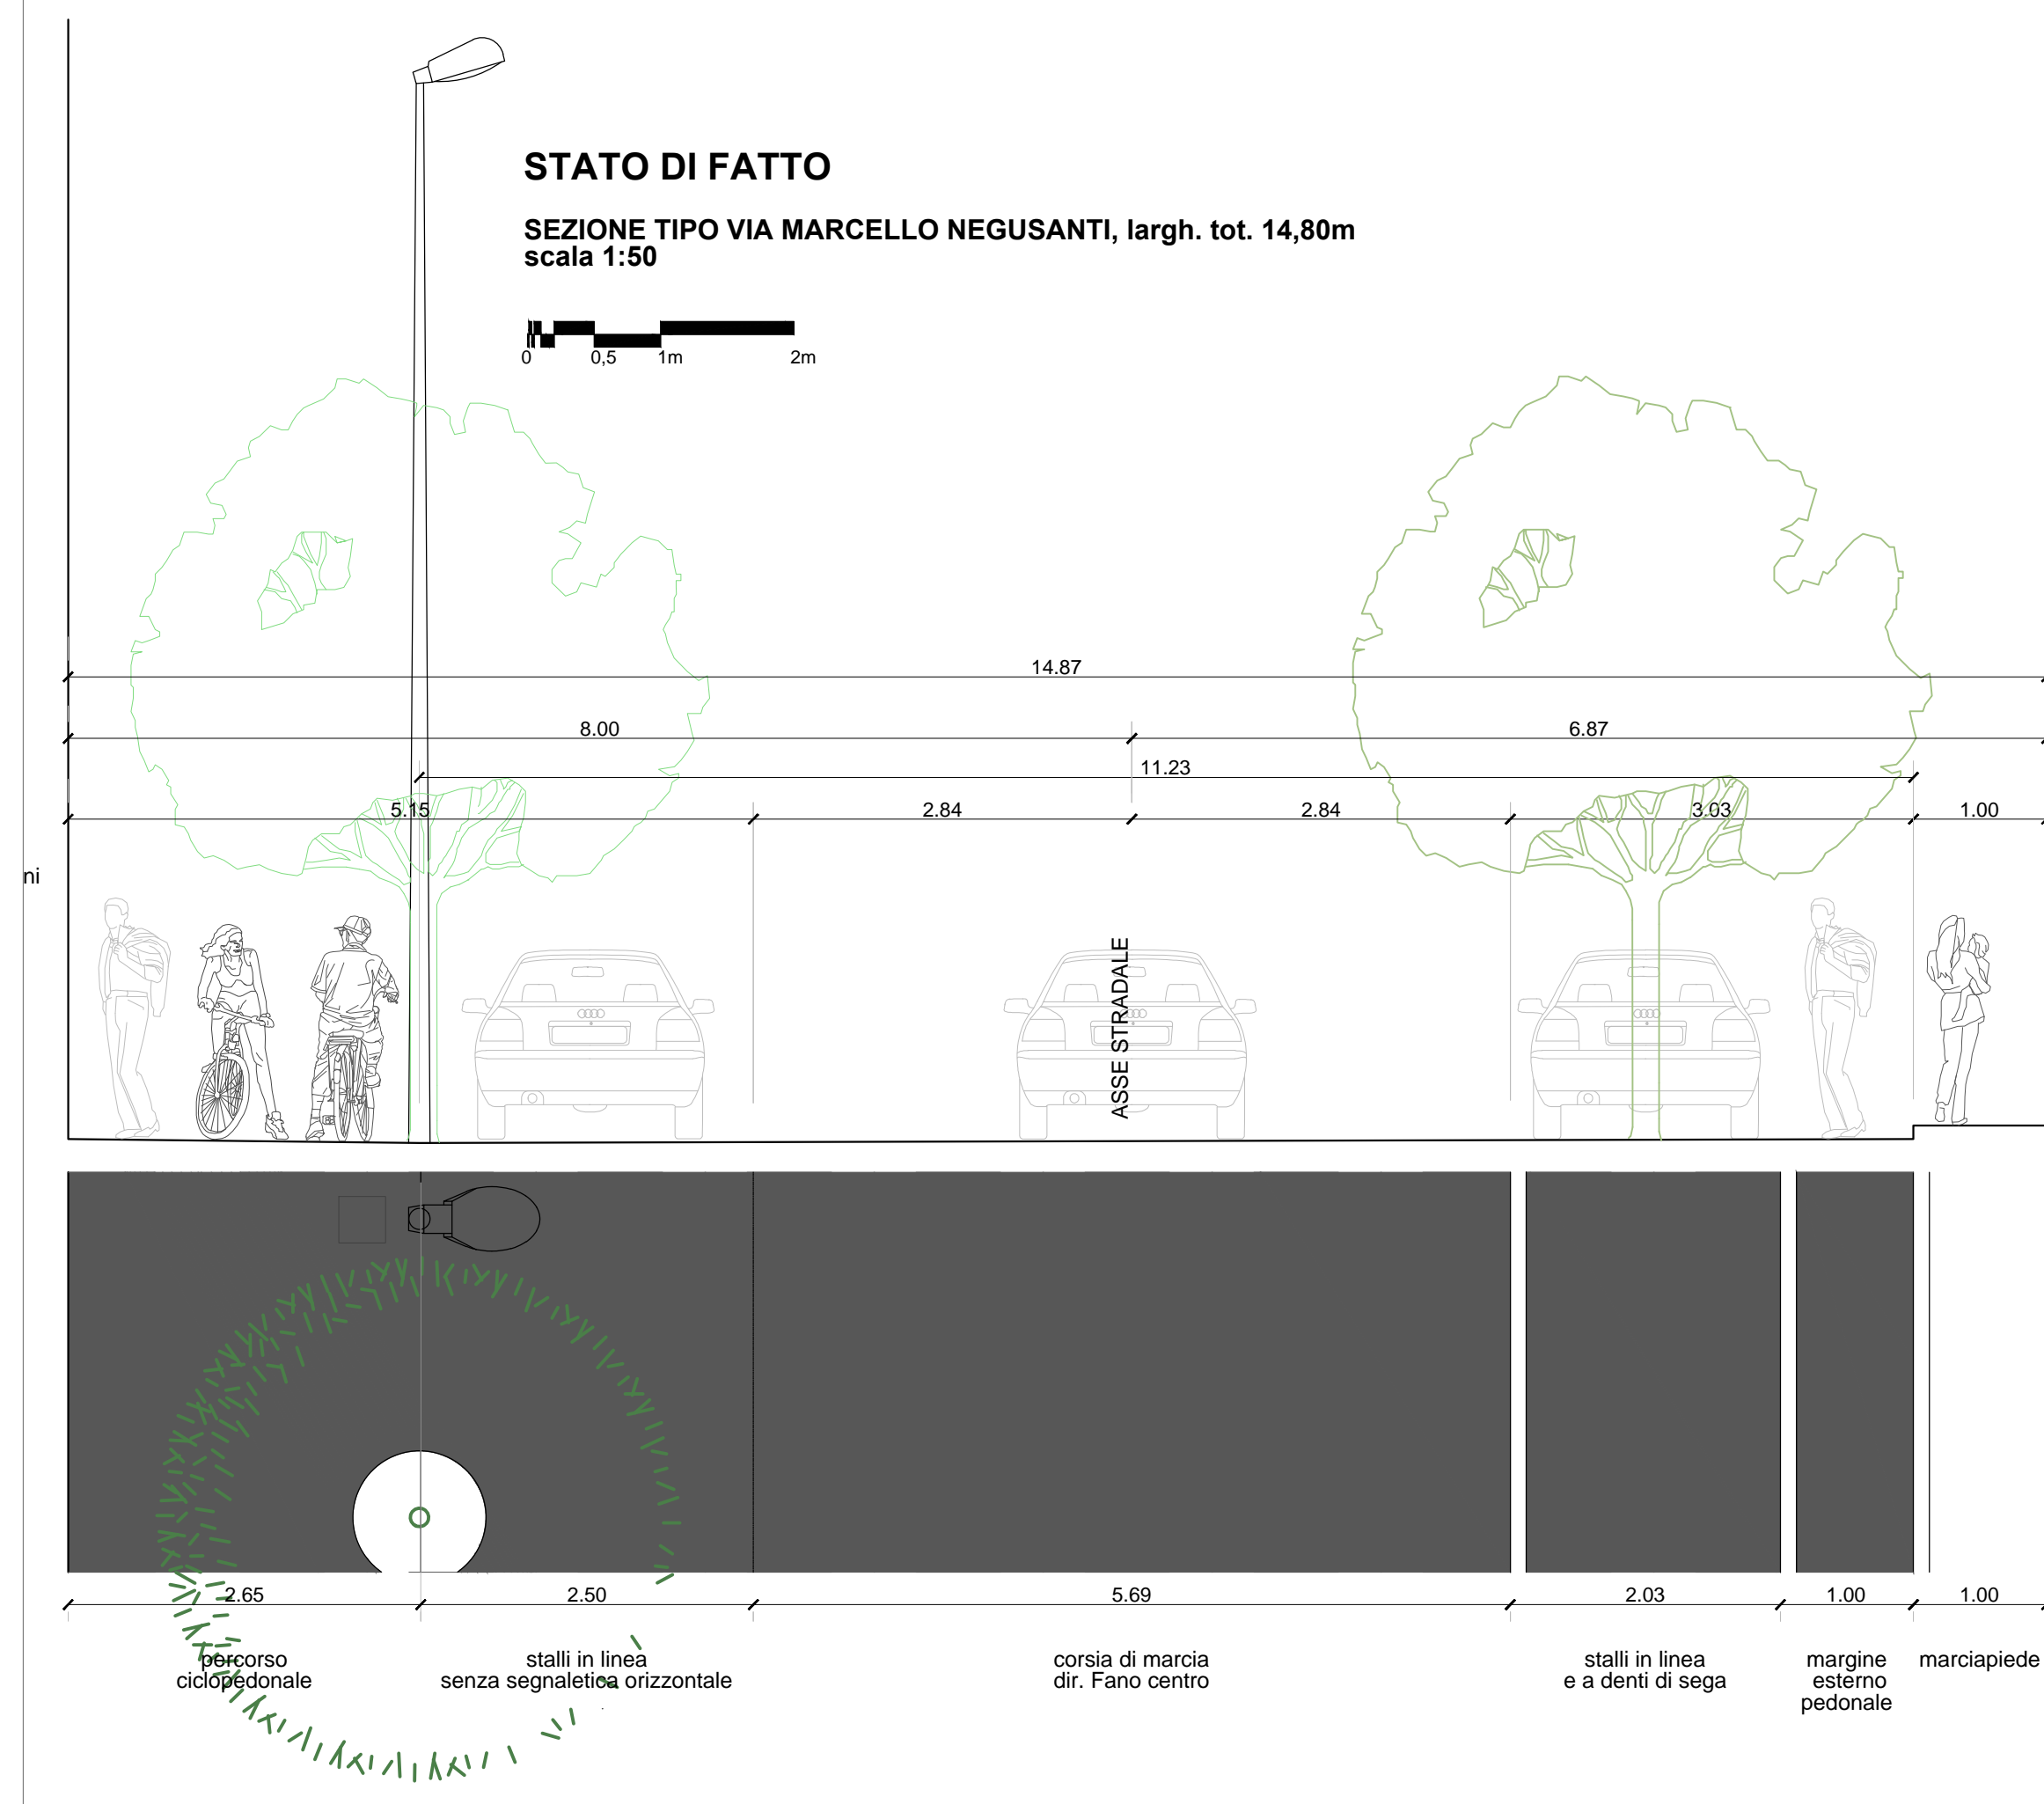 STATO DI FATTO
SEZIONE TIPO VIA MARCELLO NEGUSANTI, largh. tot. 14,80m
scala 1:50
0 0,5 1m 2m
14.87
8.00 6.87
11.23
5.15 2.84 2.84 3.03 1.00
ni
ASSE STRADALE
2.65 2.50 5.69 2.03 1.00 1.00
percorso
ciclopedonale
stalli in linea
senza segnaletica orizzontale
corsia di marcia
dir. Fano centro
stalli in linea
e a denti di sega
margine
esterno
pedonale
marciapiede